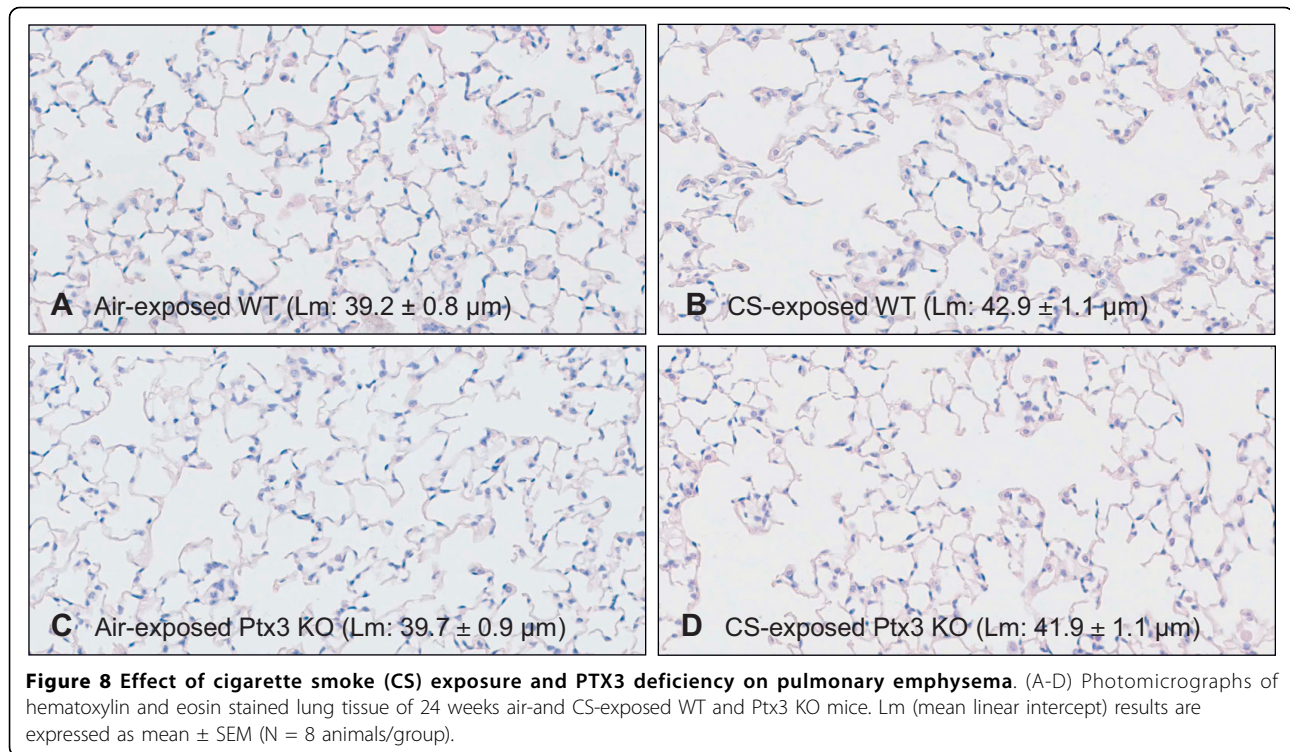 A Air-exposed WT (Lm: 39.2 ± 0.8 µm)
B CS-exposed WT (Lm: 42.9 ± 1.1 µm)
C Air-exposed Ptx3 KO (Lm: 39.7 ± 0.9 µm)
D CS-exposed Ptx3 KO (Lm: 41.9 ± 1.1 µm)
Figure 8 Effect of cigarette smoke (CS) exposure and PTX3 deficiency on pulmonary emphysema. (A-D) Photomicrographs of
hematoxylin and eosin stained lung tissue of 24 weeks air-and CS-exposed WT and Ptx3 KO mice. Lm (mean linear intercept) results are
expressed as mean ± SEM (N = 8 animals/group).